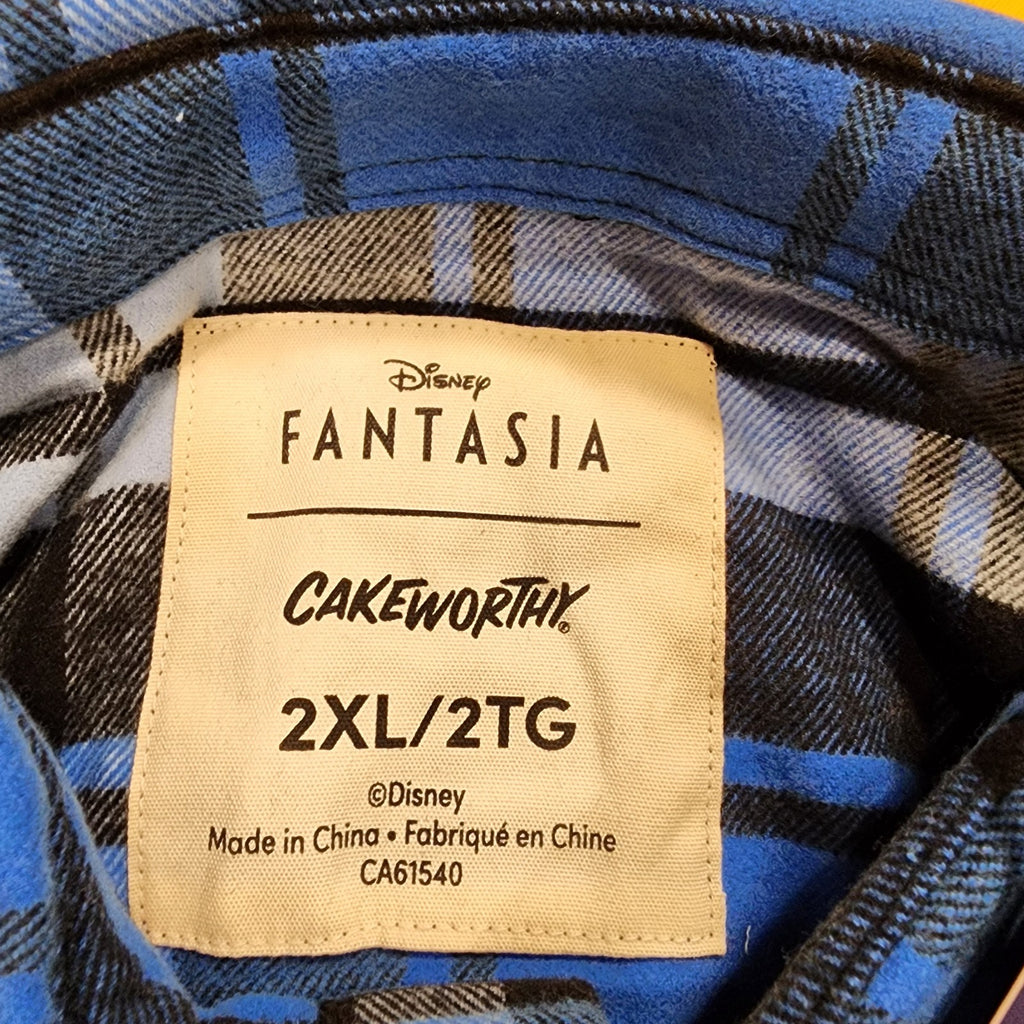 Disney
FANTASIA
CAKEWORTHY®
2XL/2TG
©Disney
Made in China • Fabriqué en Chine
CA61540